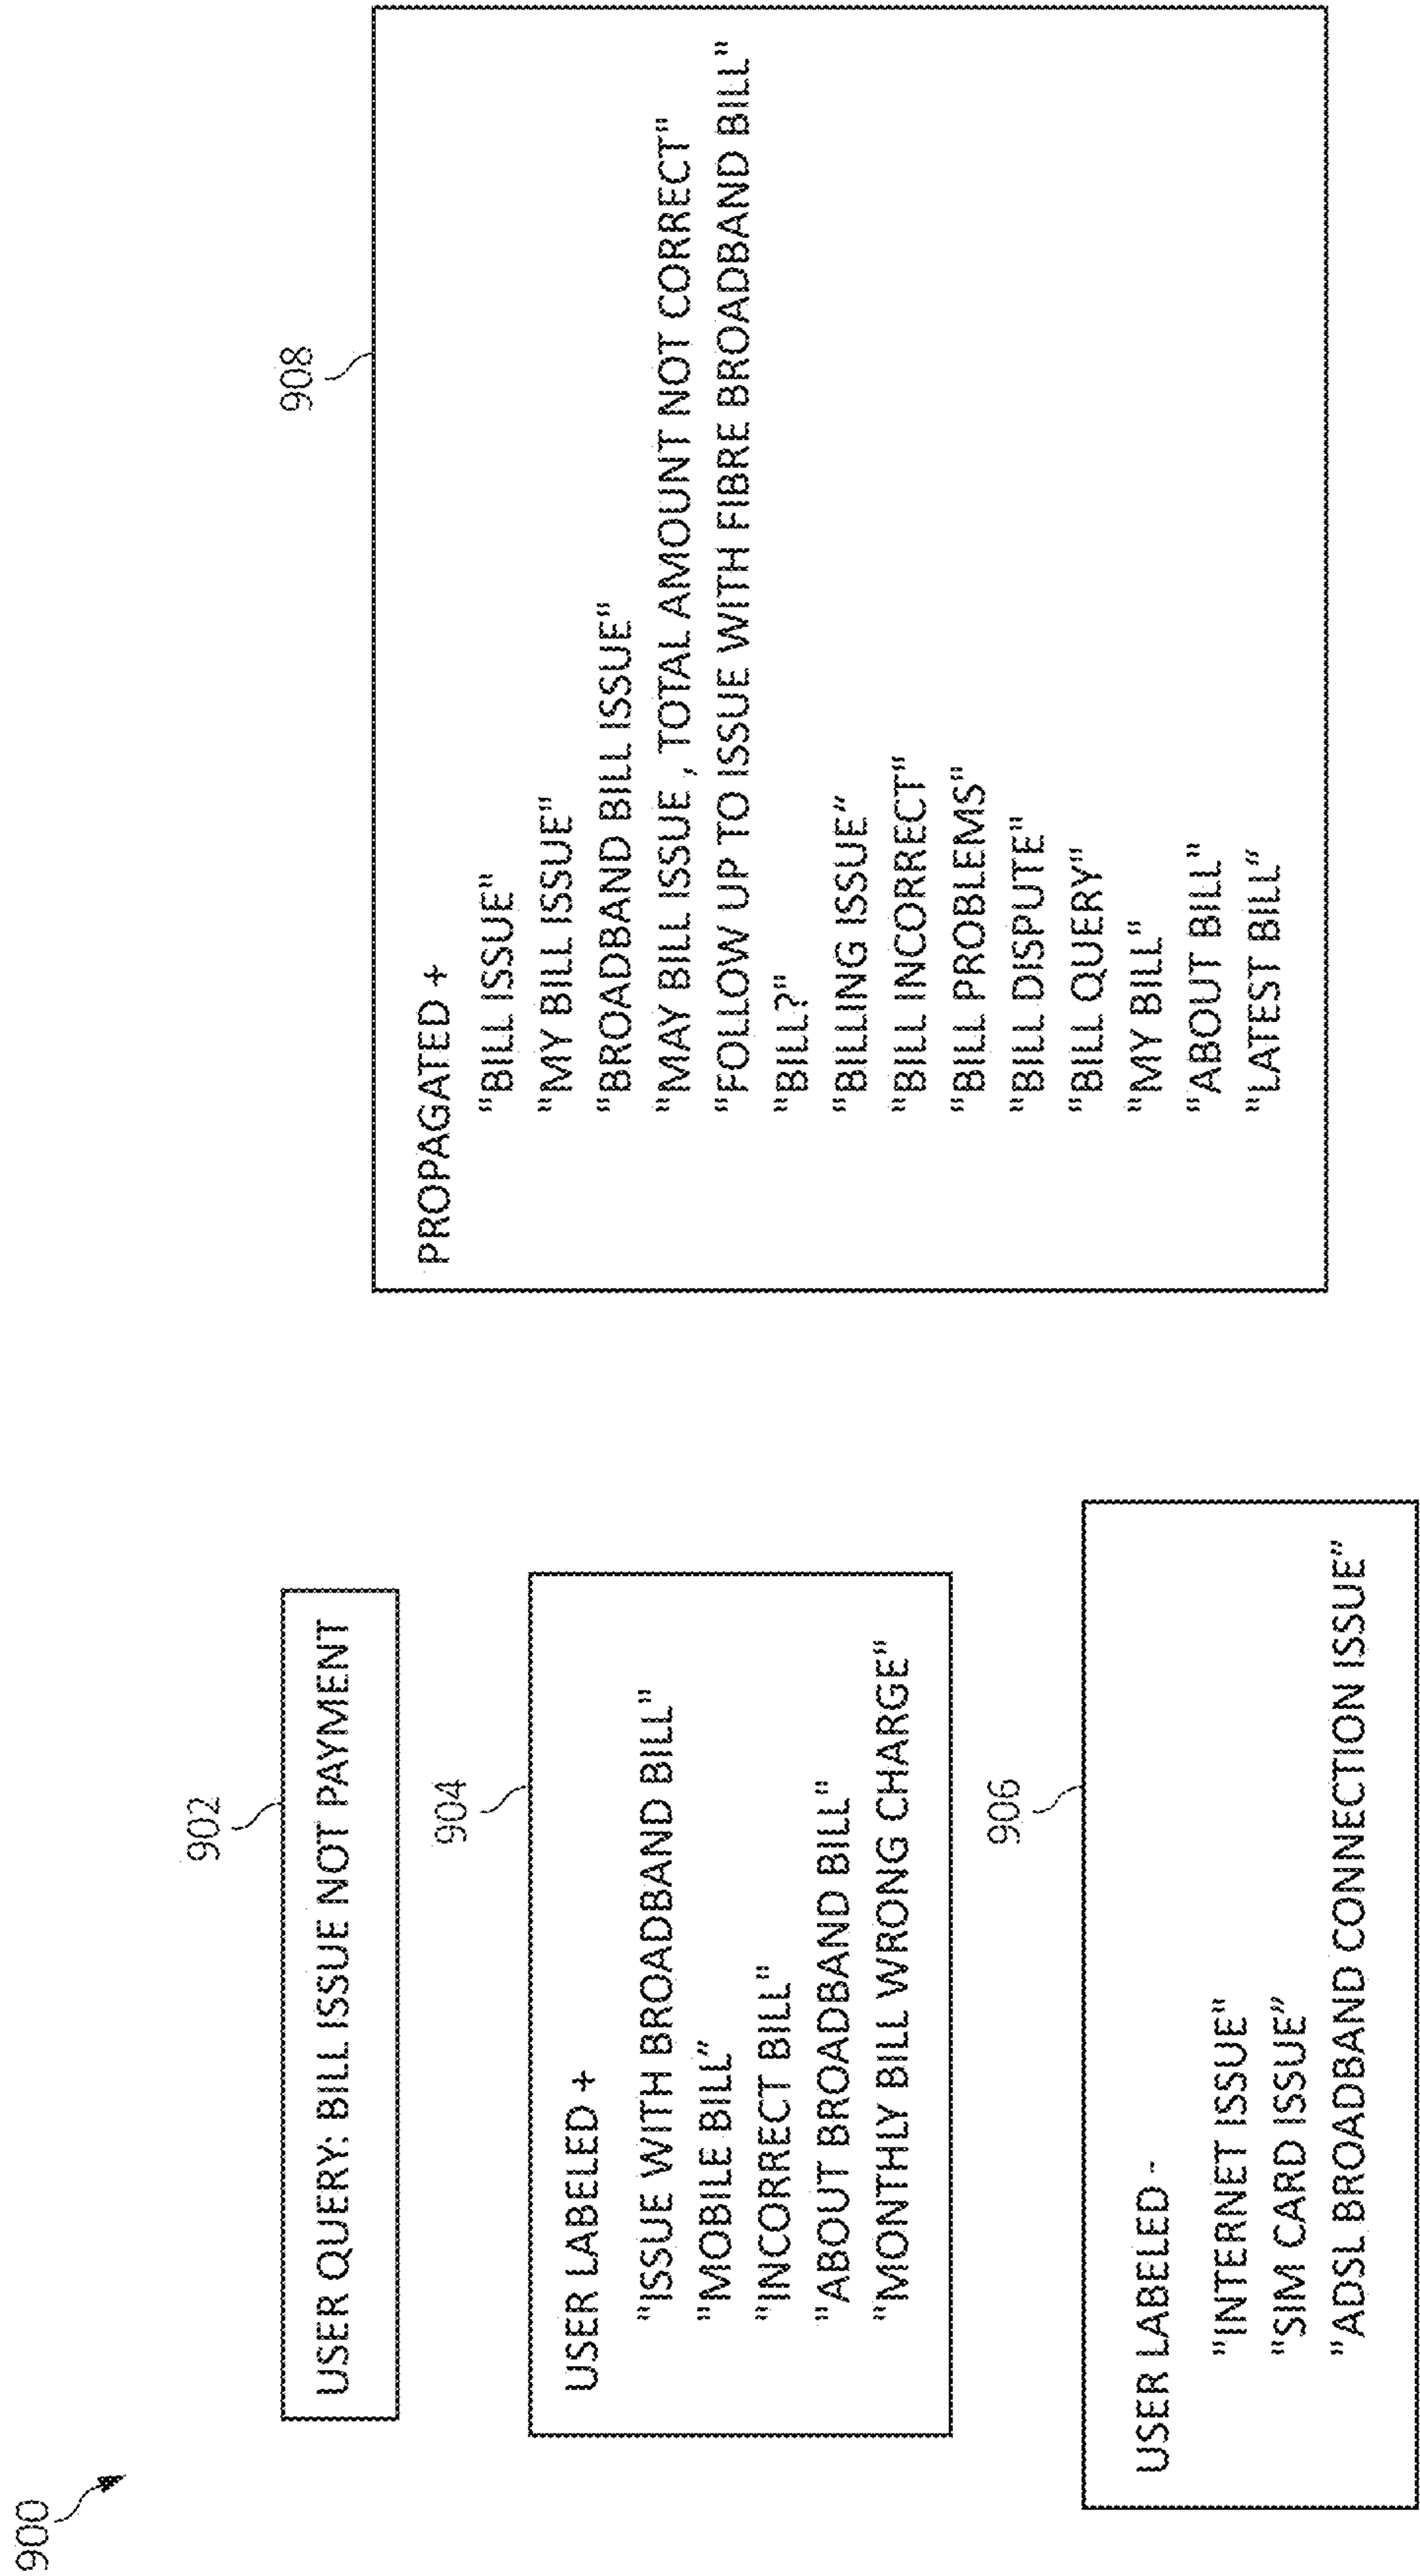 900
902
USER QUERY: BILL ISSUE NOT PAYMENT
904
USER LABELED +
"ISSUE WITH BROADBAND BILL"
"MOBILE BILL"
"INCORRECT BILL"
"ABOUT BROADBAND BILL"
"MONTHLY BILL WRONG CHARGE"
906
USER LABELED -
"INTERNET ISSUE"
"SIM CARD ISSUE"
"ADSL BROADBAND CONNECTION ISSUE"
908
PROPAGATED +
"BILL ISSUE"
"MY BILL ISSUE"
"BROADBAND BILL ISSUE"
"MAY BILL ISSUE , TOTAL AMOUNT NOT CORRECT"
"FOLLOW UP TO ISSUE WITH FIBRE BROADBAND BILL"
"BILL?"
"BILLING ISSUE"
"BILL INCORRECT"
"BILL PROBLEMS"
"BILL DISPUTE"
"BILL QUERY"
"MY BILL"
"ABOUT BILL"
"LATEST BILL"